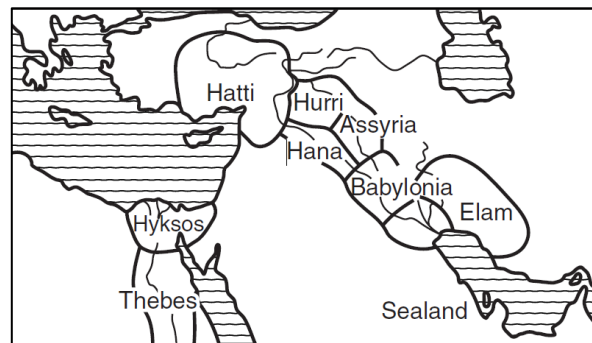 Hatti
Hurri
Assyria
Hana
Babylonia
Elam
Hyksos
Thebes
Sealand